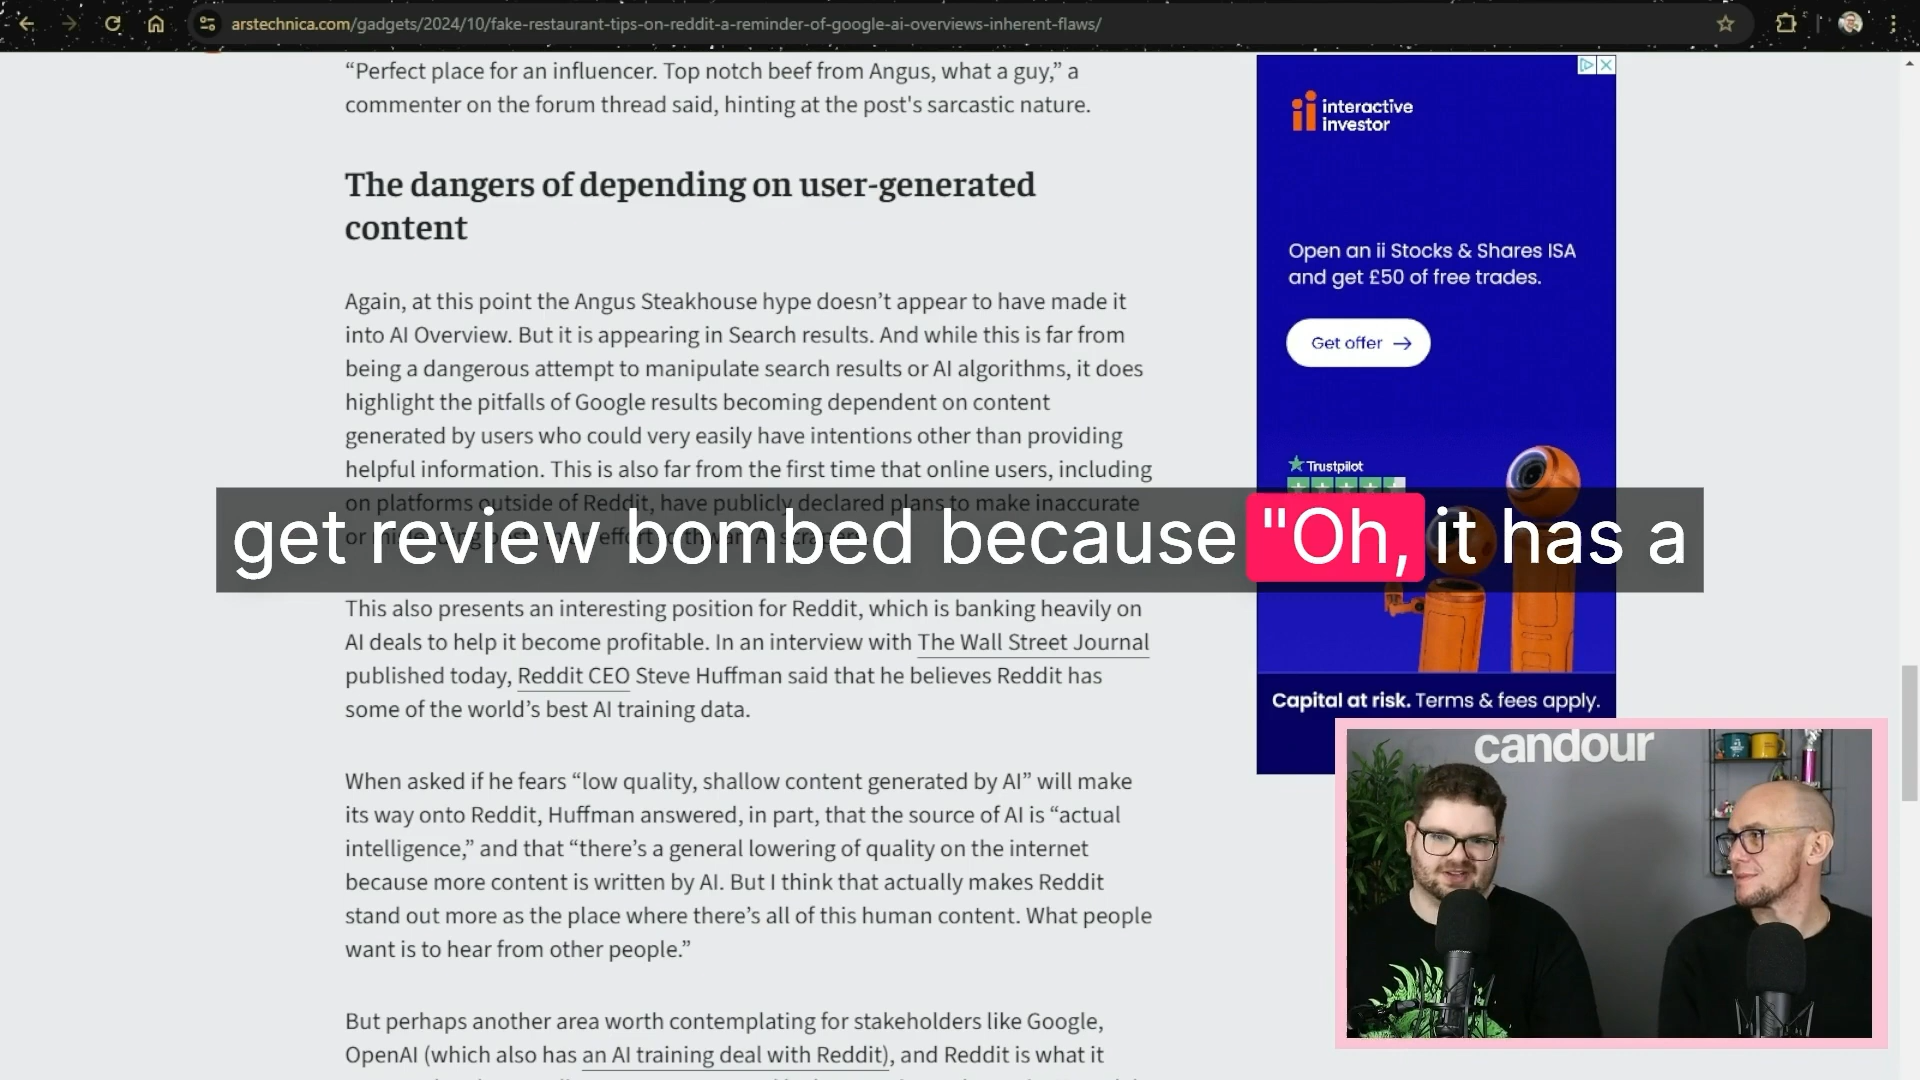 arstechnica.com/gadgets/2024/10/fake-restaurant-tips-on-reddit-a-reminder-of-google-ai-overviews-inherent-flaws/
“Perfect place for an influencer. Top notch beef from Angus, what a guy,” a
commenter on the forum thread said, hinting at the post's sarcastic nature.
The dangers of depending on user-generated
content
Again, at this point the Angus Steakhouse hype doesn’t appear to have made it
into AI Overview. But it is appearing in Search results. And while this is far from
being a dangerous attempt to manipulate search results or AI algorithms, it does
highlight the pitfalls of Google results becoming dependent on content
generated by users who could very easily have intentions other than providing
helpful information. This is also far from the first time that online users, including
on platforms outside of Reddit, have publicly declared plans to make inaccurate
get review bombed because "Oh, it has a
This also presents an interesting position for Reddit, which is banking heavily on
AI deals to help it become profitable. In an interview with The Wall Street Journal
published today, Reddit CEO Steve Huffman said that he believes Reddit has
some of the world’s best AI training data.
When asked if he fears “low quality, shallow content generated by AI” will make
its way onto Reddit, Huffman answered, in part, that the source of AI is “actual
intelligence,” and that “there’s a general lowering of quality on the internet
because more content is written by AI. But I think that actually makes Reddit
stand out more as the place where there’s all of this human content. What people
want is to hear from other people.”
But perhaps another area worth contemplating for stakeholders like Google,
OpenAI (which also has an AI training deal with Reddit), and Reddit is what it
interactive
investor
Open an ii Stocks & Shares ISA
and get £50 of free trades.
Get offer →
Trustpilot
Capital at risk. Terms & fees apply.
candour